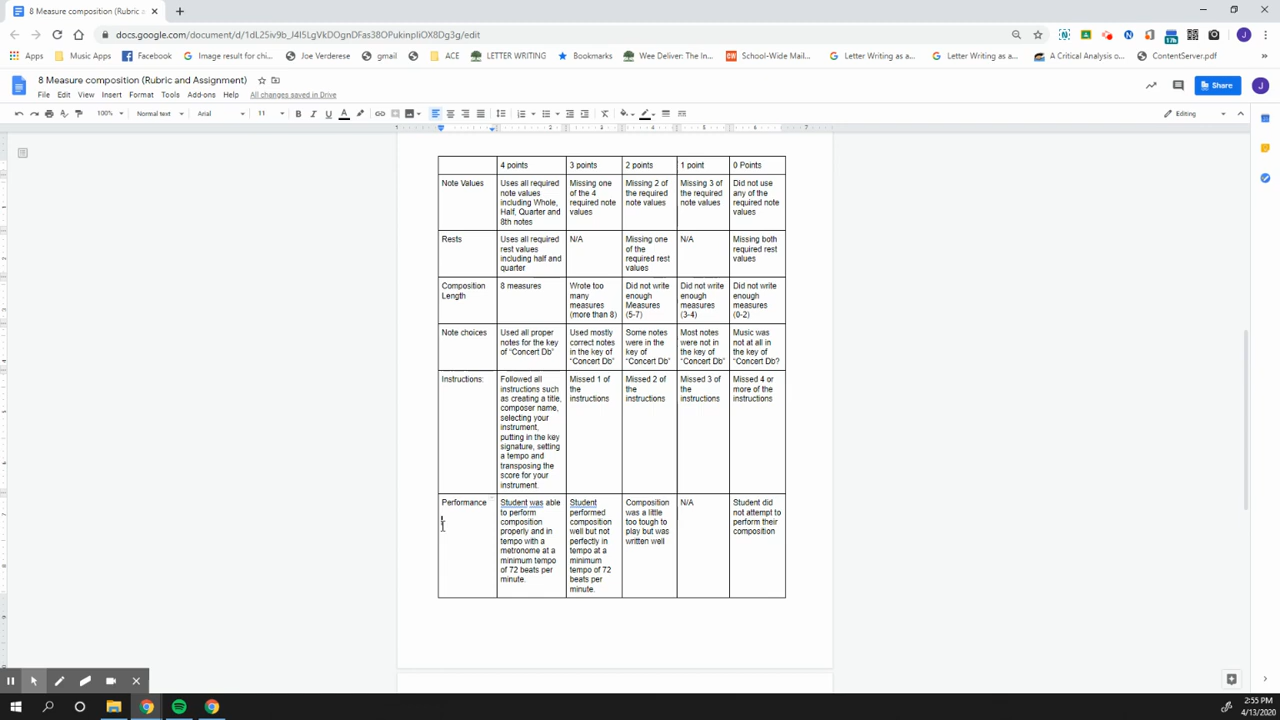 8 Measure composition (Rubric
docs.google.com/document/d/1dL25iv9b_J4I5LgVkDOgnDFas38OPukinpIiOX8Dg3g/edit
Apps
Music Apps
Facebook
Image result for chi...
Joe Verderese
gmail
ACE
LETTER WRITING
Bookmarks
Wee Deliver: The In...
School-Wide Mail...
Letter Writing as a...
Letter Writing as a...
A Critical Analysis o...
ContentServer.pdf
8 Measure composition (Rubric and Assignment)
File Edit View Insert Format Tools Add-ons Help All changes saved in Drive
Share
J
100% Normal text Arial 11 Editing
4 points 3 points 2 points 1 point 0 Points
Note Values
Uses all required
note values
including Whole,
Half, Quarter and
8th notes
Missing one
of the 4
required note
values
Missing 2 of
the required
note values
Missing 3 of
the required
note values
Did not use
any of the
required note
values
Rests
Uses all required
rest values
including half and
quarter
N/A
Missing one
of the
required rest
values
N/A
Missing both
required rest
values
Composition
Length
8 measures
Wrote too
many
measures
(more than 8)
Did not write
enough
Measures
(5-7)
Did not write
enough
measures
(3-4)
Did not write
enough
measures
(0-2)
Note choices
Used all proper
notes for the key
of “Concert Db”
Used mostly
correct notes
in the key of
“Concert Db”
Some notes
were in the
key of
“Concert Db”
Most notes
were not in
the key of
“Concert Db”
Music was
not at all in
the key of
“Concert Db?
Instructions:
Followed all
instructions such
as creating a title,
composer name,
selecting your
instrument,
putting in the key
signature, setting
a tempo and
transposing the
score for your
instrument.
Missed 1 of
the
instructions
Missed 2 of
the
instructions
Missed 3 of
the
instructions
Missed 4 or
more of the
instructions
Performance
Student was able
to perform
composition
properly and in
tempo with a
metronome at a
minimum tempo
of 72 beats per
minute.
Student
performed
composition
well but not
perfectly in
tempo at a
minimum
tempo of 72
beats per
minute.
Composition
was a little
too tough to
play but was
written well
N/A
Student did
not attempt to
perform their
composition
2:55 PM
4/13/2020